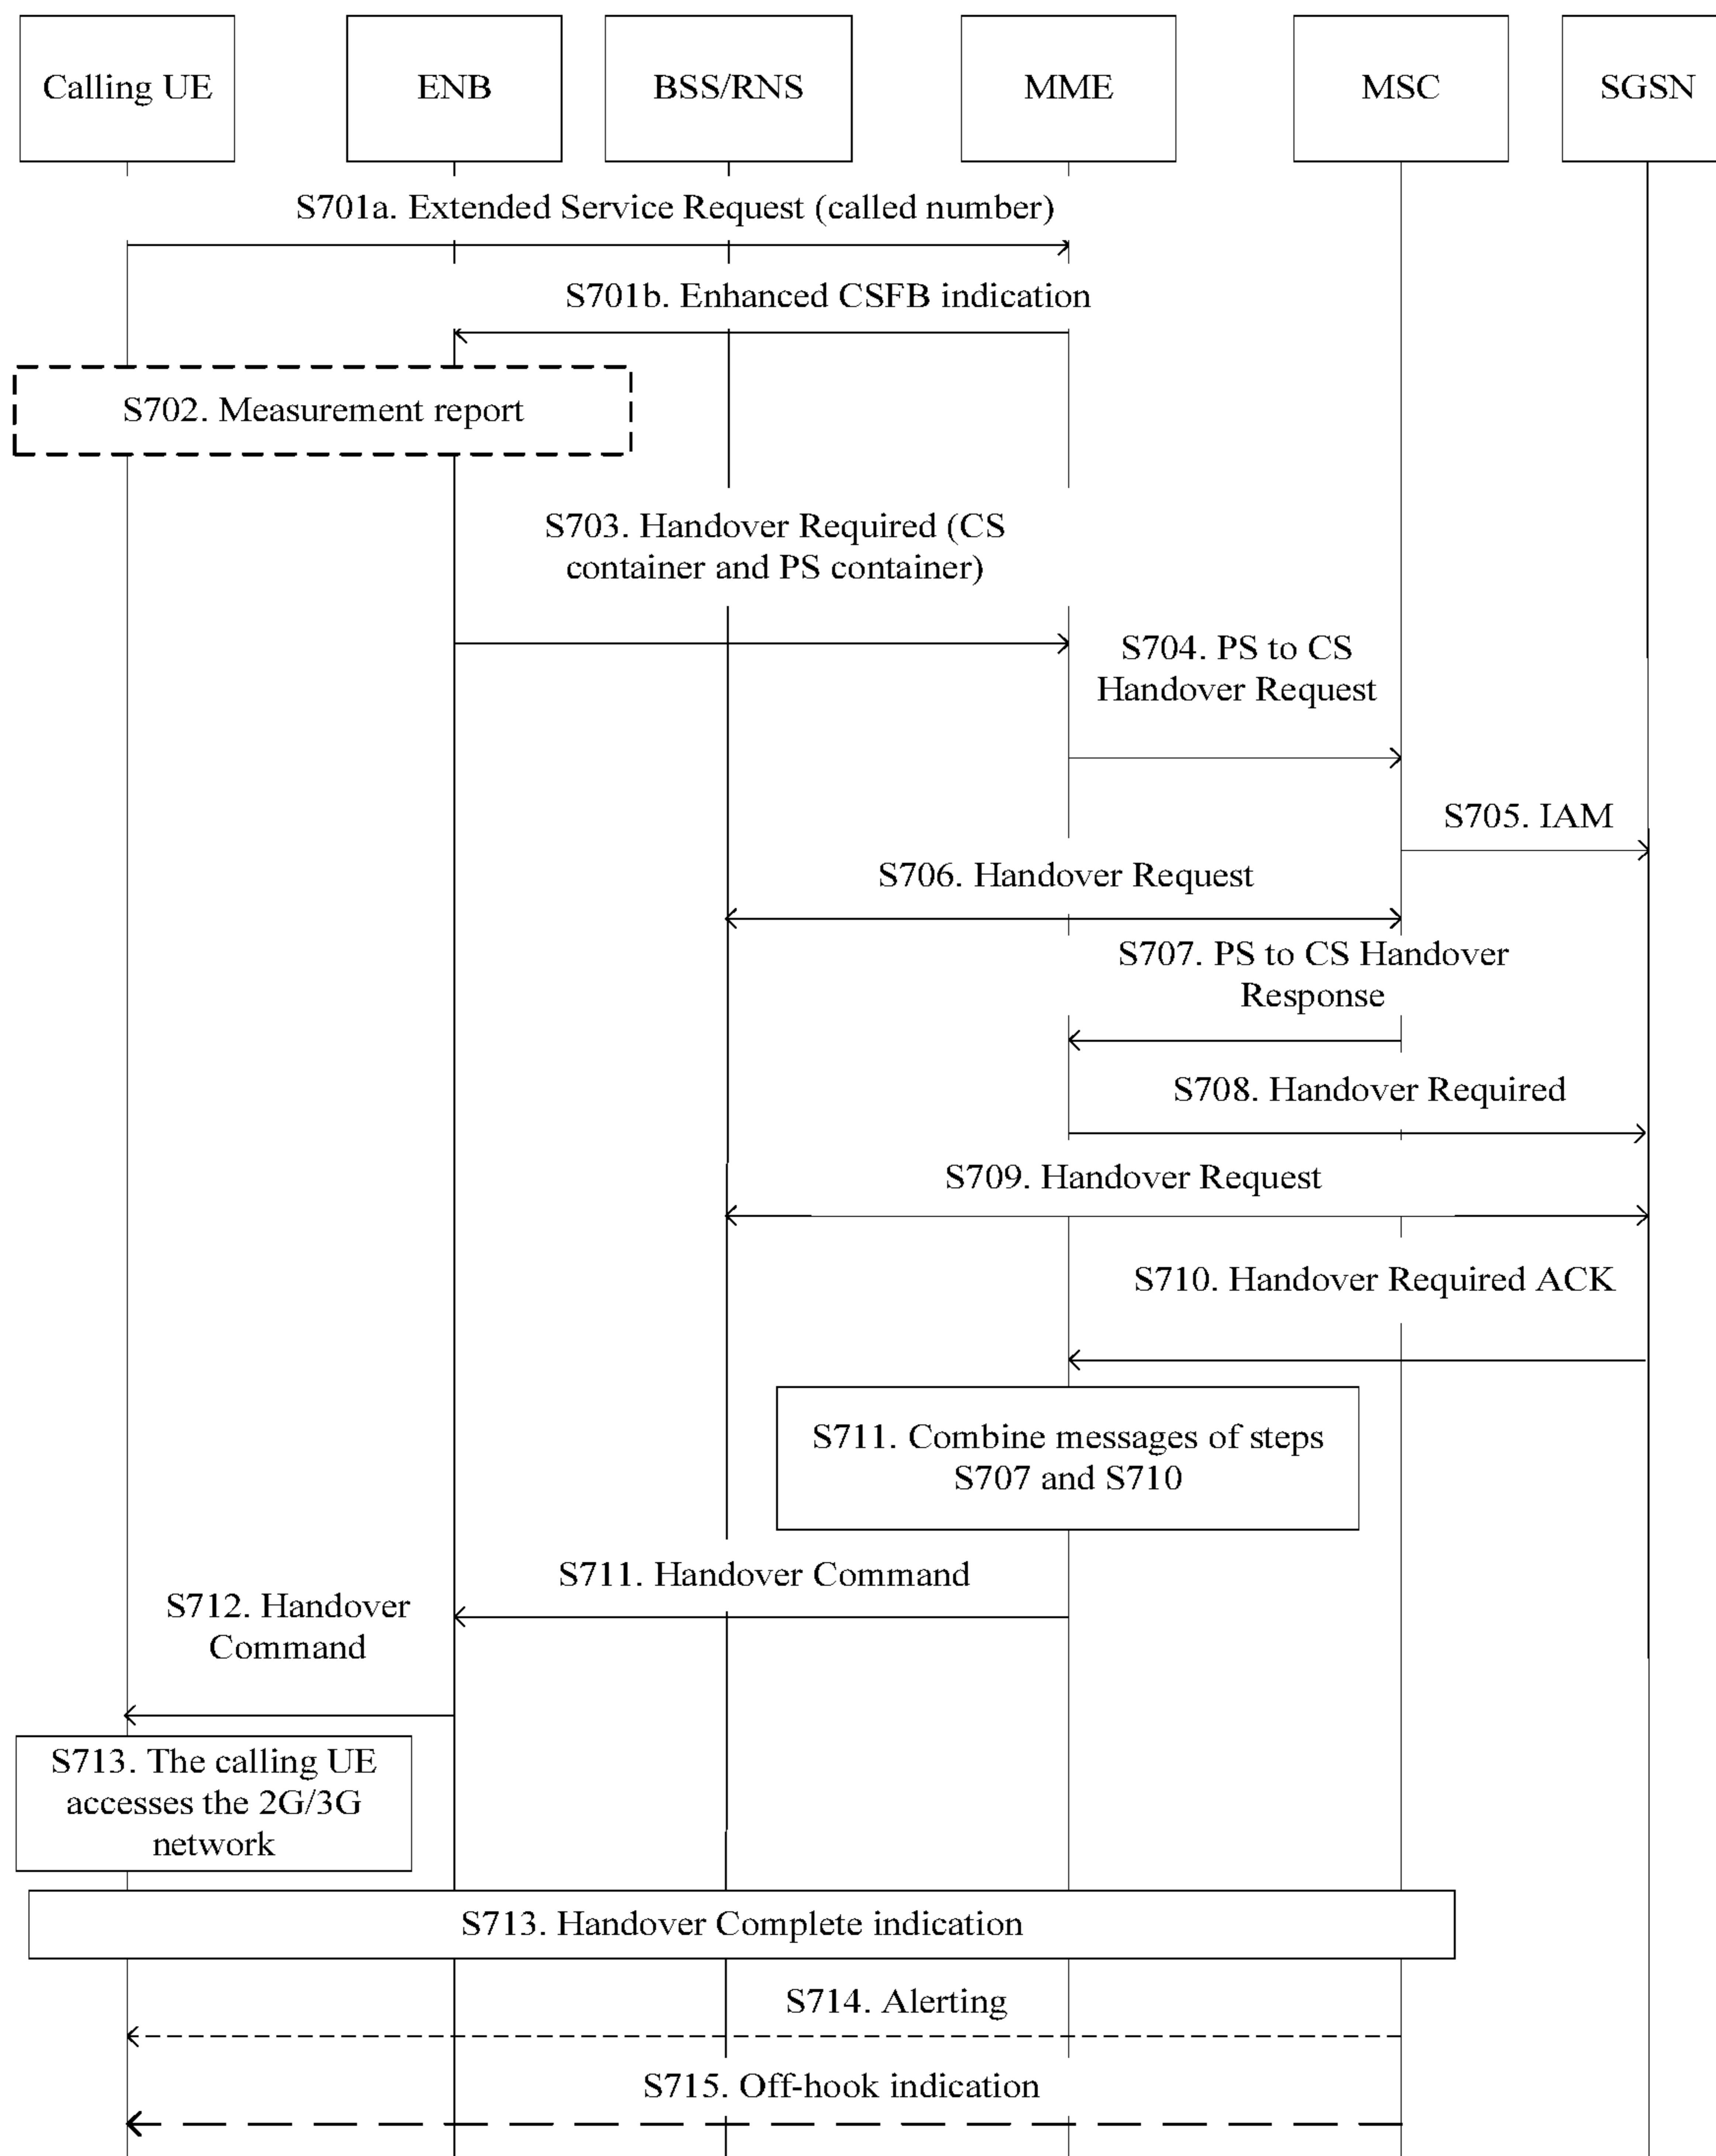 Calling UE
ENB
BSS/RNS
MME
MSC
SGSN
S701a. Extended Service Request (called number)
S701b. Enhanced CSFB indication
S702. Measurement report
S703. Handover Required (CS
container and PS container)
S704. PS to CS
Handover Request
S705. IAM
S706. Handover Request
S707. PS to CS Handover
Response
S708. Handover Required
S709. Handover Request
S710. Handover Required ACK
S711. Combine messages of steps
S707 and S710
S711. Handover Command
S712. Handover
Command
S713. The calling UE
accesses the 2G/3G
network
S713. Handover Complete indication
S714. Alerting
S715. Off-hook indication